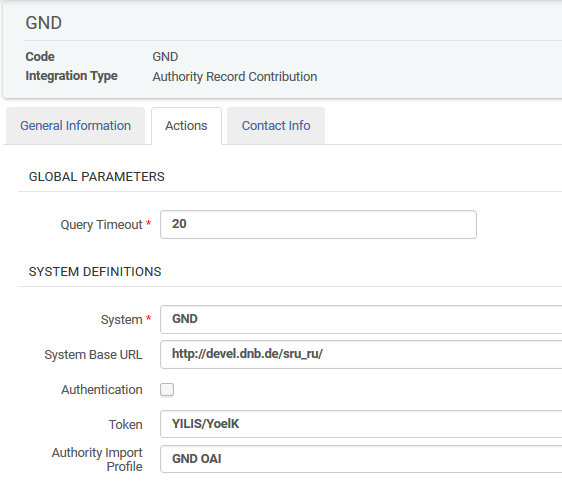 GND
Code GND
Integration Type Authority Record Contribution
General Information Actions Contact Info
GLOBAL PARAMETERS
Query Timeout * 20
SYSTEM DEFINITIONS
System * GND
System Base URL http://devel.dnb.de/sru_ru/
Authentication
Token YILIS/YoelK
Authority Import
Profile GND OAI